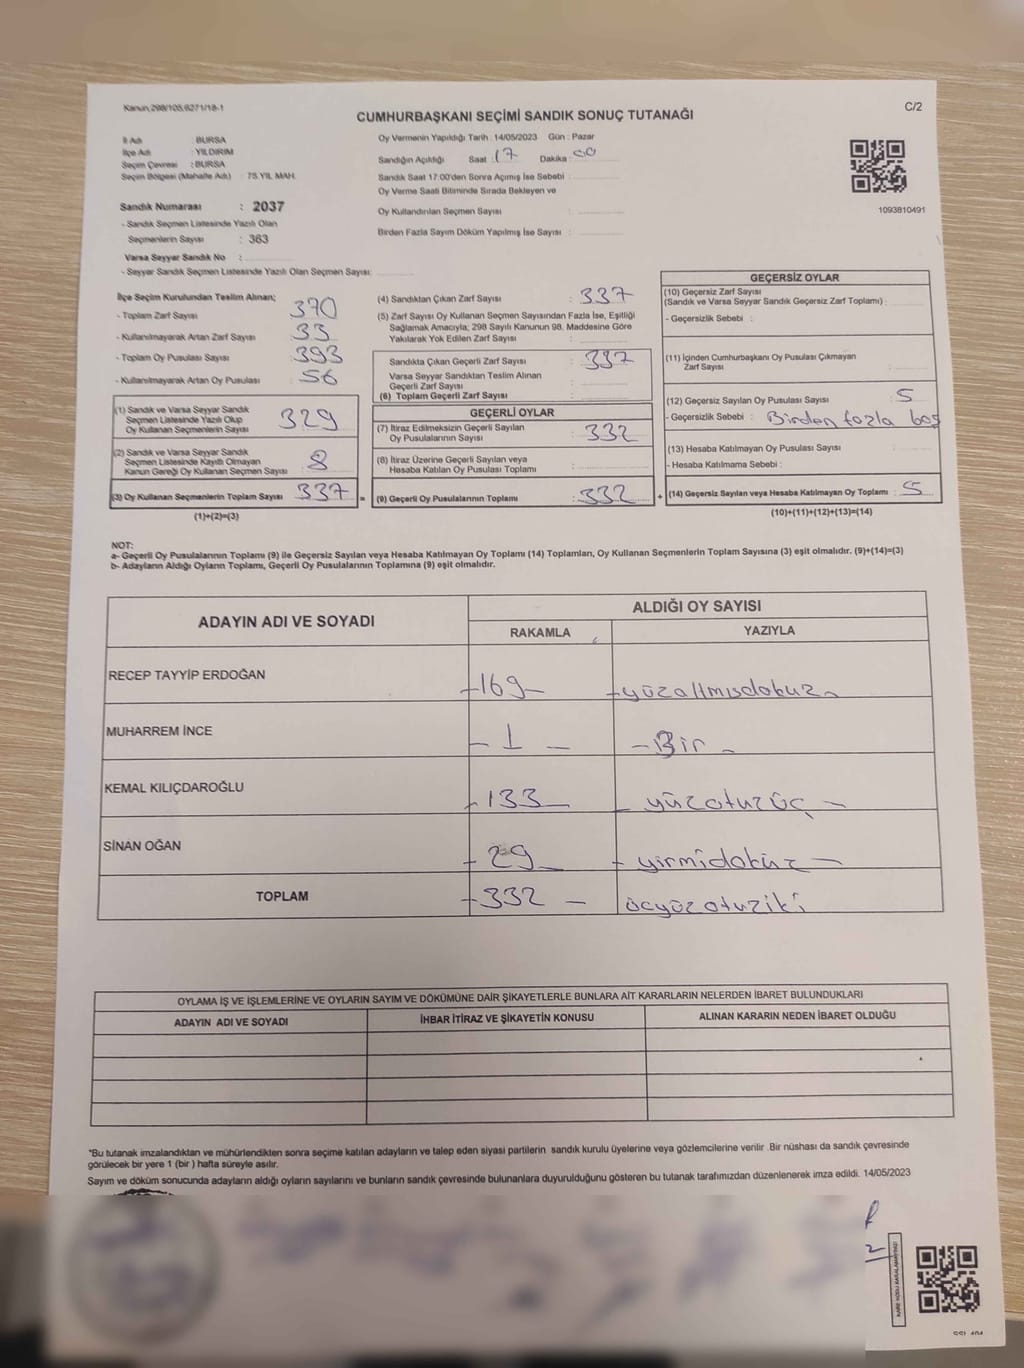 Kanun,298/105,6271/18-1
C/2
CUMHURBAŞKANI SEÇİMİ SANDIK SONUÇ TUTANAĞI
İl Adı : BURSA
İlçe Adı : YILDIRIM
Seçim Çevresi : BURSA
Seçim Bölgesi (Mahalle Adı) : 75.YIL MAH.
Sandık Numarası : 2037
- Sandık Seçmen Listesinde Yazılı Olan
Seçmenlerin Sayısı : 363
Varsa Seyyar Sandık No :
- Seyyar Sandık Seçmen Listesinde Yazılı Olan Seçmen Sayısı:
Oy Vermenin Yapıldığı Tarih : 14/05/2023 Gün : Pazar
Sandığın Açıldığı Saat : 17 Dakika : 00
Sandık Saat 17:00'den Sonra Açımış İse Sebebi :
Oy Verme Saati Bitiminde Sırada Bekleyen ve
Oy Kullandırılan Seçmen Sayısı :
Birden Fazla Sayım Döküm Yapılmış İse Sayısı :
1093810491
İlçe Seçim Kurulundan Teslim Alınan;
- Toplam Zarf Sayısı : 370
- Kullanılmayarak Artan Zarf Sayısı : 33
- Toplam Oy Pusulası Sayısı : 393
- Kullanılmayarak Artan Oy Pusulası : 56
(1) Sandık ve Varsa Seyyar Sandık
Seçmen Listesinde Yazılı Olup
Oy Kullanan Seçmenlerin Sayısı : 329
(2) Sandık ve Varsa Seyyar Sandık
Seçmen Listesinde Kayıtlı Olmayan
Kanun Gereği Oy Kullanan Seçmen Sayısı : 8
(3) Oy Kullanan Seçmenlerin Toplam Sayısı : 337 =
(1)+(2)=(3)
(4) Sandıktan Çıkan Zarf Sayısı : 337
(5) Zarf Sayısı Oy Kullanan Seçmen Sayısından Fazla İse, Eşitliği
Sağlamak Amacıyla, 298 Sayılı Kanunun 98. Maddesine Göre
Yakılarak Yok Edilen Zarf Sayısı :
Sandıkta Çıkan Geçerli Zarf Sayısı : 337
Varsa Seyyar Sandıktan Teslim Alınan
Geçerli Zarf Sayısı :
(6) Toplam Geçerli Zarf Sayısı :
GEÇERLİ OYLAR
(7) İtiraz Edilmeksizin Geçerli Sayılan
Oy Pusulalarının Sayısı : 332
(8) İtiraz Üzerine Geçerli Sayılan veya
Hesaba Katılan Oy Pusulası Toplamı :
(9) Geçerli Oy Pusulalarının Toplamı : 332 +
GEÇERSİZ OYLAR
(10) Geçersiz Zarf Sayısı
(Sandık ve Varsa Seyyar Sandık Geçersiz Zarf Toplamı) :
- Geçersizlik Sebebi :
(11) İçinden Cumhurbaşkanı Oy Pusulası Çıkmayan
Zarf Sayısı :
(12) Geçersiz Sayılan Oy Pusulası Sayısı : 5
- Geçersizlik Sebebi : Birden fazla boş
(13) Hesaba Katılmayan Oy Pusulası Sayısı :
- Hesaba Katılmama Sebebi :
(14) Geçersiz Sayılan veya Hesaba Katılmayan Oy Toplamı : 5
(10)+(11)+(12)+(13)=(14)
NOT:
a- Geçerli Oy Pusulalarının Toplamı (9) ile Geçersiz Sayılan veya Hesaba Katılmayan Oy Toplamı (14) Toplamları, Oy Kullanan Seçmenlerin Toplam Sayısına (3) eşit olmalıdır. (9)+(14)=(3)
b- Adayların Aldığı Oyların Toplamı, Geçerli Oy Pusulalarının Toplamına (9) eşit olmalıdır.
ADAYIN ADI VE SOYADI
ALDIĞI OY SAYISI
RAKAMLA YAZIYLA
RECEP TAYYİP ERDOĞAN -169- -yüzaltmışdokuz-
MUHARREM İNCE - 1 - -Bir-
KEMAL KILIÇDAROĞLU -133- - yüzotuzüç -
SİNAN OĞAN - 29 - - yirmidokuz -
TOPLAM -332 - üçyüzotuziki
OYLAMA İŞ VE İŞLEMLERİNE VE OYLARIN SAYIM VE DÖKÜMÜNE DAİR ŞİKAYETLERLE BUNLARA AİT KARARLARIN NELERDEN İBARET BULUNDUKLARI
ADAYIN ADI VE SOYADI İHBAR İTİRAZ VE ŞİKAYETİN KONUSU ALINAN KARARIN NEDEN İBARET OLDUĞU
*Bu tutanak imzalandıktan ve mühürlendikten sonra seçime katılan adayların ve talep eden siyasi partilerin sandık kurulu üyelerine veya gözlemcilerine verilir .Bir nüshası da sandık çevresinde
görülecek bir yere 1 (bir ) hafta süreyle asılır.
Sayım ve döküm sonucunda adayların aldığı oyların sayılarını ve bunların sandık çevresinde bulunanlara duyurulduğunu gösteren bu tutanak tarafımızdan düzenlenerek imza edildi. 14/05/2023